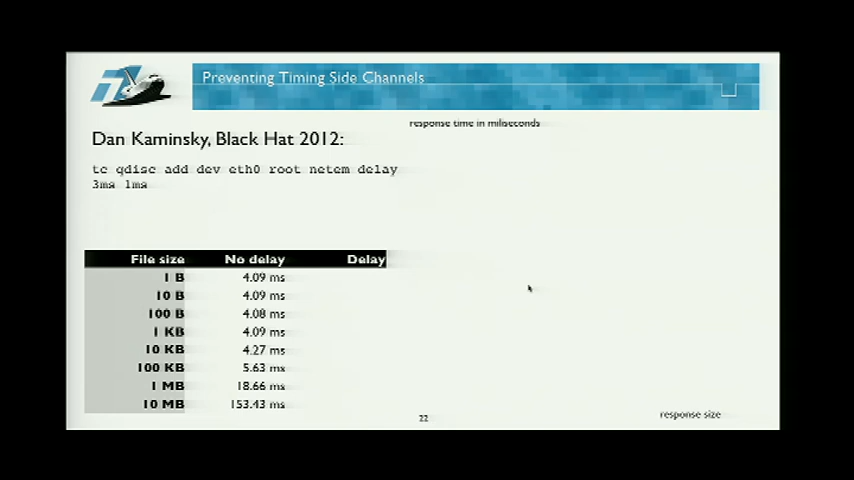 Preventing Timing Side Channels
response time in miliseconds
Dan Kaminsky, Black Hat 2012:
tc qdisc add dev eth0 root netem delay
3ms 1ms
File size No delay Delay
1 B 4.09 ms
10 B 4.09 ms
100 B 4.08 ms
1 KB 4.09 ms
10 KB 4.27 ms
100 KB 5.63 ms
1 MB 18.66 ms
10 MB 153.43 ms
response size
22